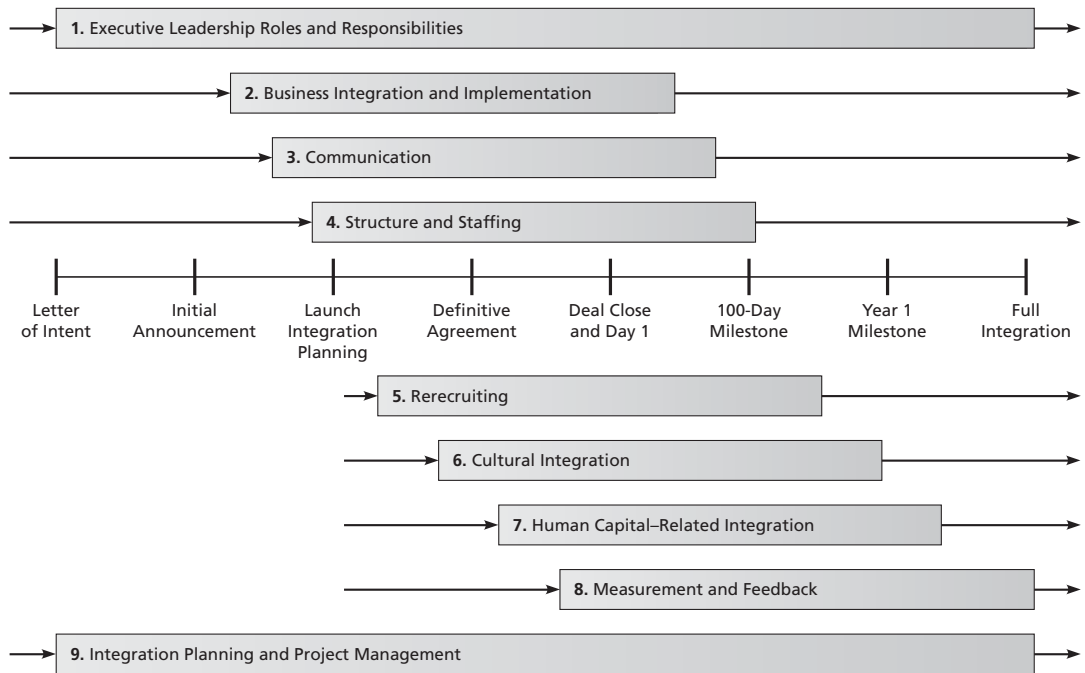 1. Executive Leadership Roles and Responsibilities
2. Business Integration and Implementation
3. Communication
4. Structure and Staffing
Letter
of Intent
Initial
Announcement
Launch
Integration
Planning
Definitive
Agreement
Deal Close
and Day 1
100-Day
Milestone
Year 1
Milestone
Full
Integration
5. Rerecruiting
6. Cultural Integration
7. Human Capital–Related Integration
8. Measurement and Feedback
9. Integration Planning and Project Management